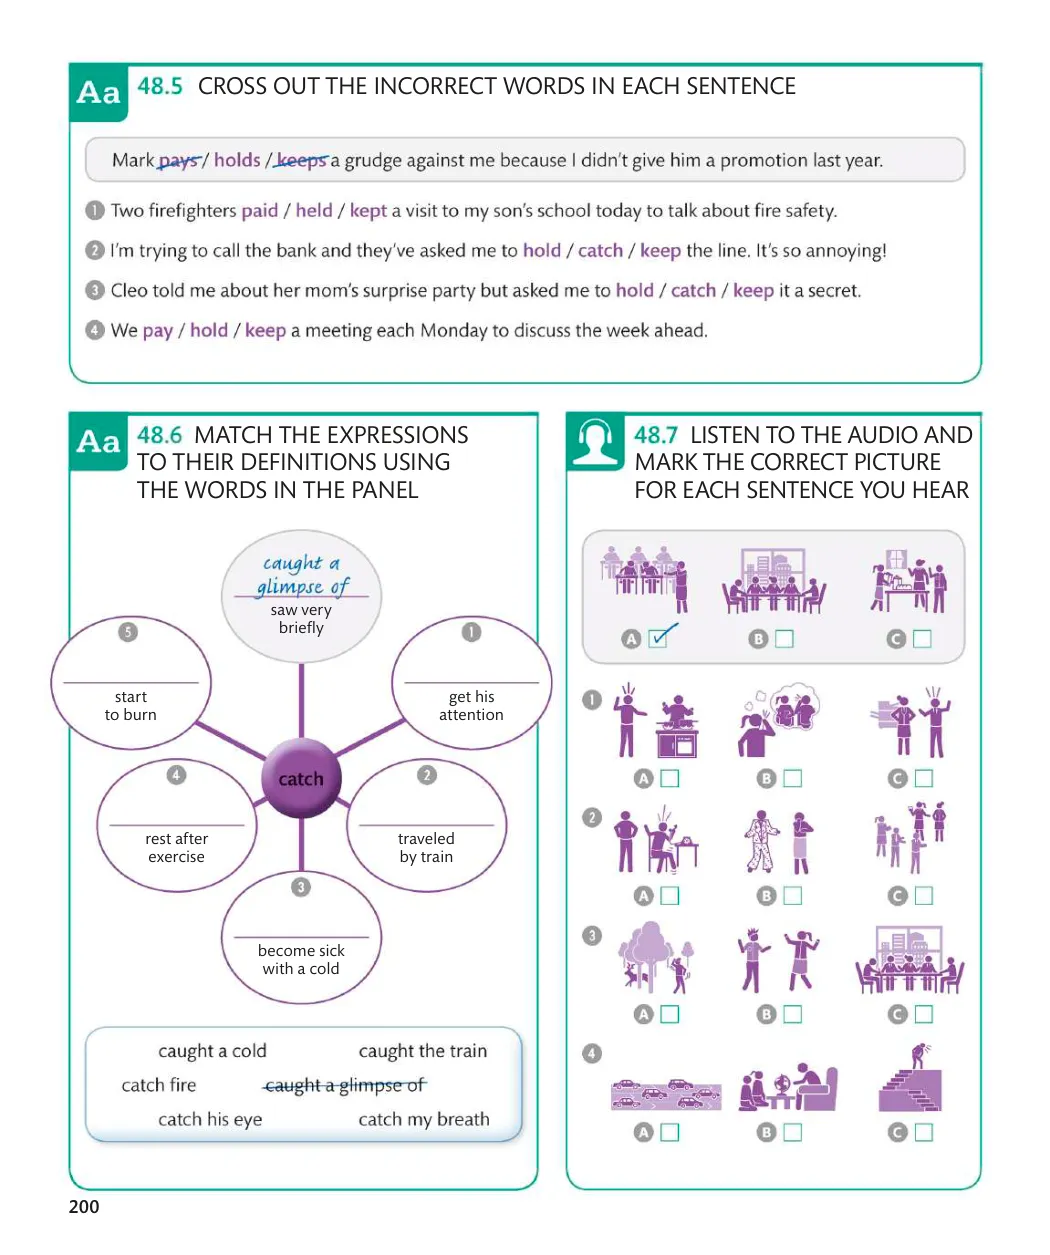 Aa 48.5 CROSS OUT THE INCORRECT WORDS IN EACH SENTENCE
Mark pays / holds / keeps a grudge against me because I didn't give him a promotion last year.
1 Two firefighters paid / held / kept a visit to my son's school today to talk about fire safety.
2 I'm trying to call the bank and they've asked me to hold / catch / keep the line. It's so annoying!
3 Cleo told me about her mom's surprise party but asked me to hold / catch / keep it a secret.
4 We pay / hold / keep a meeting each Monday to discuss the week ahead.
Aa 48.6 MATCH THE EXPRESSIONS
TO THEIR DEFINITIONS USING
THE WORDS IN THE PANEL
caught a
glimpse of
saw very
briefly
5
start
to burn
1
get his
attention
catch
4
rest after
exercise
2
traveled
by train
3
become sick
with a cold
caught a cold caught the train
catch fire caught a glimpse of
catch his eye catch my breath
48.7 LISTEN TO THE AUDIO AND
MARK THE CORRECT PICTURE
FOR EACH SENTENCE YOU HEAR
A B C
1
A B C
2
A B C
3
A B C
4
A B C
200